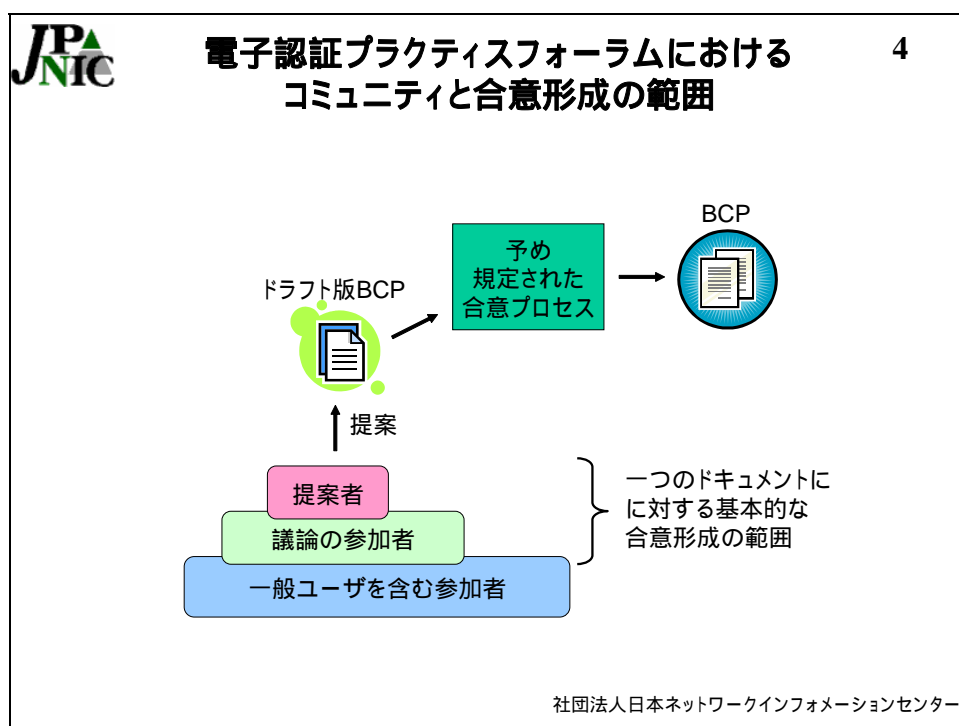 JPNIC
電子認証プラクティスフォーラムにおける
コミュニティと合意形成の範囲
4
BCP
予め
規定された
合意プロセス
ドラフト版BCP
提案
提案者
議論の参加者
一般ユーザを含む参加者
一つのドキュメントに
に対する基本的な
合意形成の範囲
社団法人日本ネットワークインフォメーションセンター